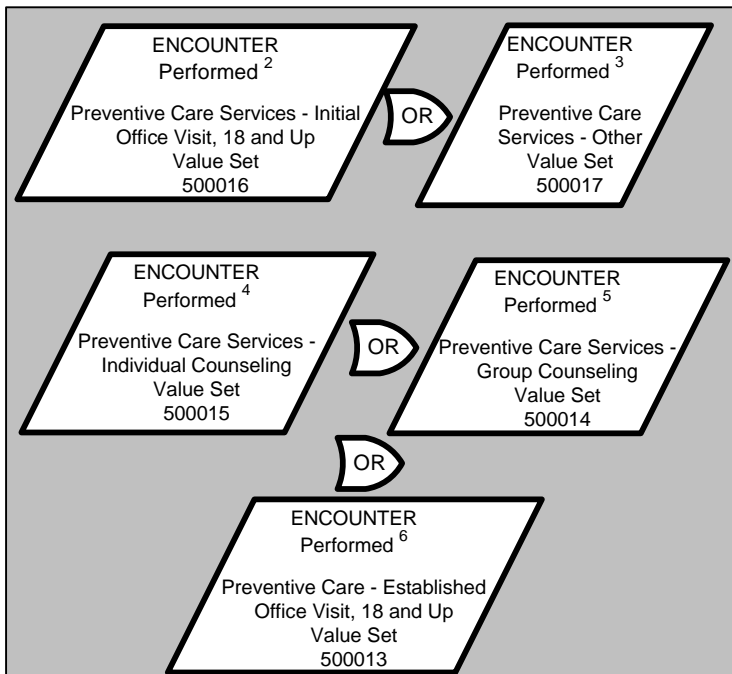 ENCOUNTER
Performed 2
Preventive Care Services - Initial
Office Visit, 18 and Up
Value Set
500016
OR
ENCOUNTER
Performed 3
Preventive Care
Services - Other
Value Set
500017
ENCOUNTER
Performed 4
Preventive Care Services -
Individual Counseling
Value Set
500015
OR
ENCOUNTER
Performed 5
Preventive Care Services -
Group Counseling
Value Set
500014
OR
ENCOUNTER
Performed 6
Preventive Care - Established
Office Visit, 18 and Up
Value Set
500013